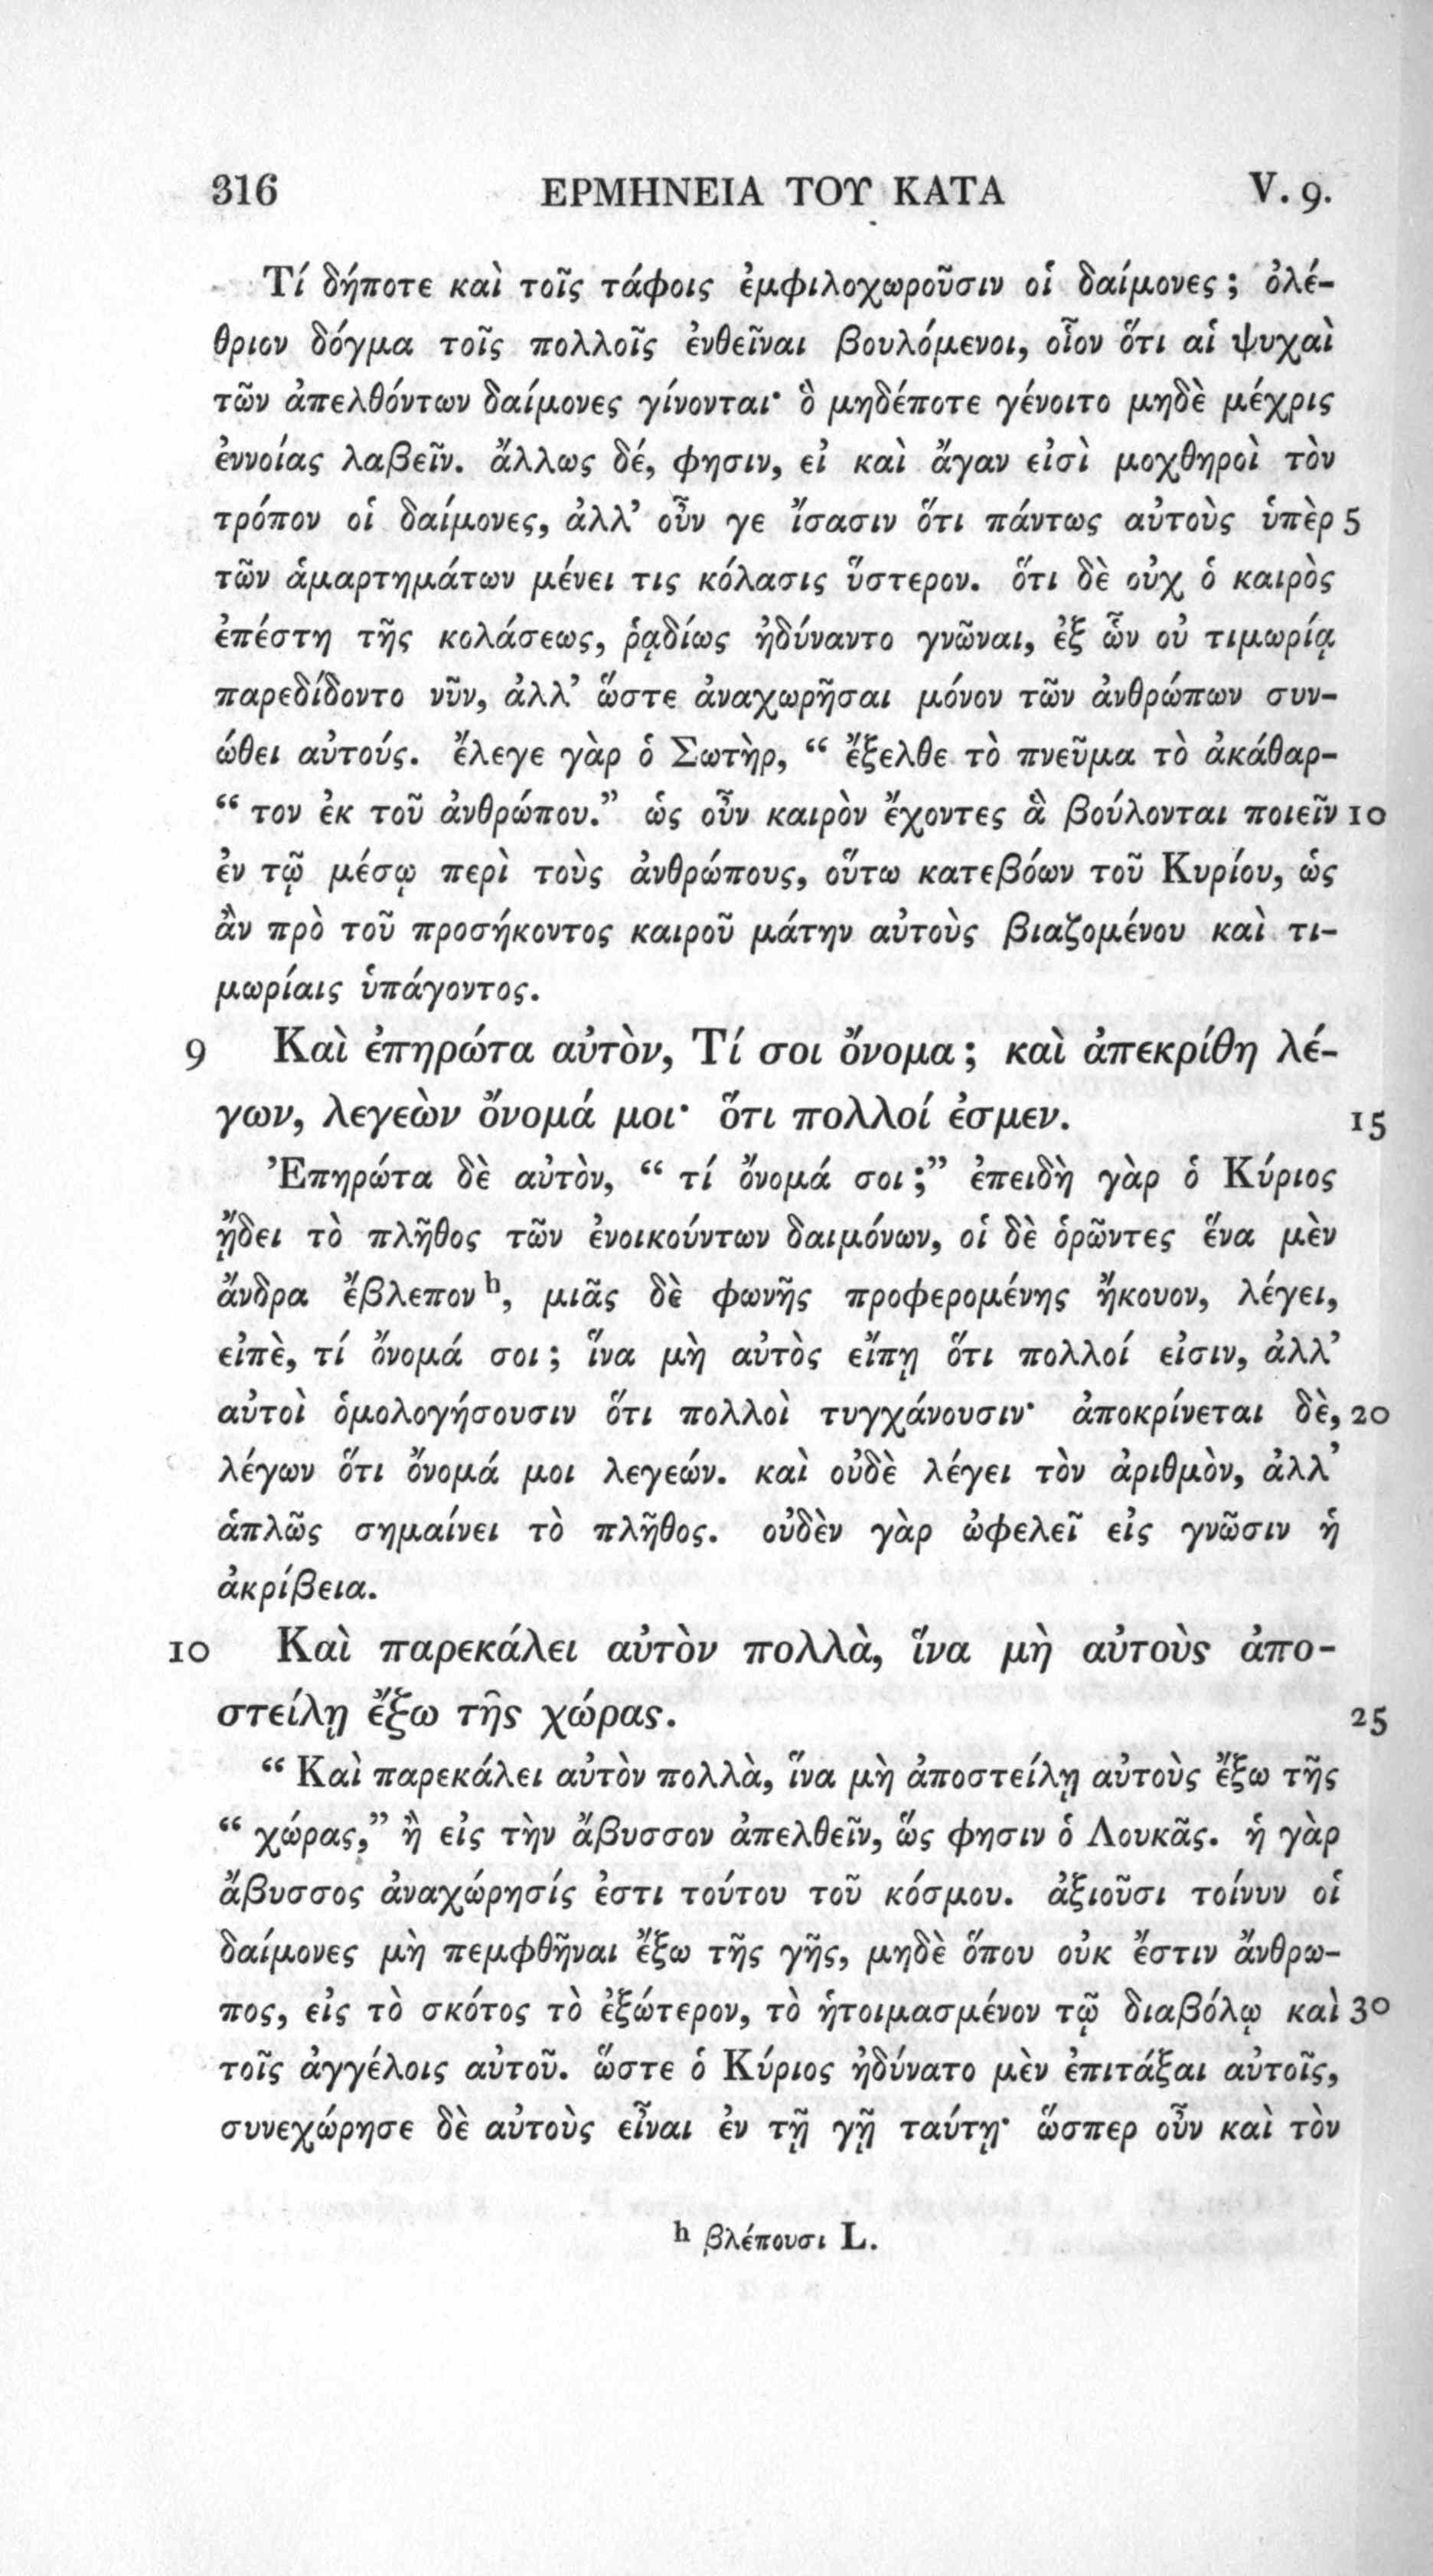 316 ΕΡΜΗΝΕΙΑ ΤΟΥ ΚΑΤΑ V. 9.
Τί δήποτε καὶ τοῖς τάφοις ἐμφιλοχωροῦσιν οἱ δαίμονες; ὀλέ-
θριον δόγμα τοῖς πολλοῖς ἐνθεῖναι βουλόμενοι, οἷον ὅτι αἱ ψυχαὶ
τῶν ἀπελθόντων δαίμονες γίνονται· ὃ μηδέποτε γένοιτο μηδὲ μέχρις
ἐννοίας λαβεῖν. ἄλλως δέ, φησιν, εἰ καὶ ἄγαν εἰσὶ μοχθηροὶ τὸν
τρόπον οἱ δαίμονες, ἀλλ’ οὖν γε ἴσασιν ὅτι πάντως αὐτοὺς ὑπὲρ 5
τῶν ἁμαρτημάτων μένει τις κόλασις ὕστερον. ὅτι δὲ οὐχ ὁ καιρὸς
ἐπέστη τῆς κολάσεως, ῥᾳδίως ἠδύναντο γνῶναι, ἐξ ὧν οὐ τιμωρίᾳ
παρεδίδοντο νῦν, ἀλλ’ ὥστε ἀναχωρῆσαι μόνον τῶν ἀνθρώπων συν-
ώθει αὐτούς. ἔλεγε γὰρ ὁ Σωτὴρ, “ ἔξελθε τὸ πνεῦμα τὸ ἀκάθαρ-
“ τον ἐκ τοῦ ἀνθρώπου.” ὡς οὖν καιρὸν ἔχοντες ἃ βούλονται ποιεῖν 10
ἐν τῷ μέσῳ περὶ τοὺς ἀνθρώπους, οὕτω κατεβόων τοῦ Κυρίου, ὡς
ἂν πρὸ τοῦ προσήκοντος καιροῦ μάτην αὐτοὺς βιαζομένου καὶ τι-
μωρίαις ὑπάγοντος.
9 Καὶ ἐπηρώτα αὐτὸν, Τί σοι ὄνομα; καὶ ἀπεκρίθη λέ-
γων, λεγεὼν ὄνομά μοι· ὅτι πολλοί ἐσμεν. 15
Ἐπηρώτα δὲ αὐτὸν, “ τί ὄνομά σοι;” ἐπειδὴ γὰρ ὁ Κύριος
ᾔδει τὸ πλῆθος τῶν ἐνοικούντων δαιμόνων, οἱ δὲ ὁρῶντες ἕνα μὲν
ἄνδρα ἔβλεπον h, μιᾶς δὲ φωνῆς προφερομένης ἤκουον, λέγει,
εἰπὲ, τί ὄνομά σοι; ἵνα μὴ αὐτὸς εἴπῃ ὅτι πολλοί εἰσιν, ἀλλ’
αὐτοὶ ὁμολογήσουσιν ὅτι πολλοὶ τυγχάνουσιν· ἀποκρίνεται δὲ, 20
λέγων ὅτι ὄνομά μοι λεγεών. καὶ οὐδὲ λέγει τὸν ἀριθμὸν, ἀλλ’
ἁπλῶς σημαίνει τὸ πλῆθος. οὐδὲν γὰρ ὠφελεῖ εἰς γνῶσιν ἡ
ἀκρίβεια.
10 Καὶ παρεκάλει αὐτὸν πολλὰ, ἵνα μὴ αὐτοὺς ἀπο-
στείλῃ ἔξω τῆς χώρας. 25
“ Καὶ παρεκάλει αὐτὸν πολλὰ, ἵνα μὴ ἀποστείλῃ αὐτοὺς ἔξω τῆς
“ χώρας,” ἢ εἰς τὴν ἄβυσσον ἀπελθεῖν, ὥς φησιν ὁ Λουκᾶς. ἡ γὰρ
ἄβυσσος ἀναχώρησίς ἐστι τούτου τοῦ κόσμου. ἀξιοῦσι τοίνυν οἱ
δαίμονες μὴ πεμφθῆναι ἔξω τῆς γῆς, μηδὲ ὅπου οὐκ ἔστιν ἄνθρω-
πος, εἰς τὸ σκότος τὸ ἐξώτερον, τὸ ἡτοιμασμένον τῷ διαβόλῳ καὶ 30
τοῖς ἀγγέλοις αὐτοῦ. ὥστε ὁ Κύριος ἠδύνατο μὲν ἐπιτάξαι αὐτοῖς,
συνεχώρησε δὲ αὐτοὺς εἶναι ἐν τῇ γῇ ταύτῃ· ὥσπερ οὖν καὶ τὸν
h βλέπουσι L.